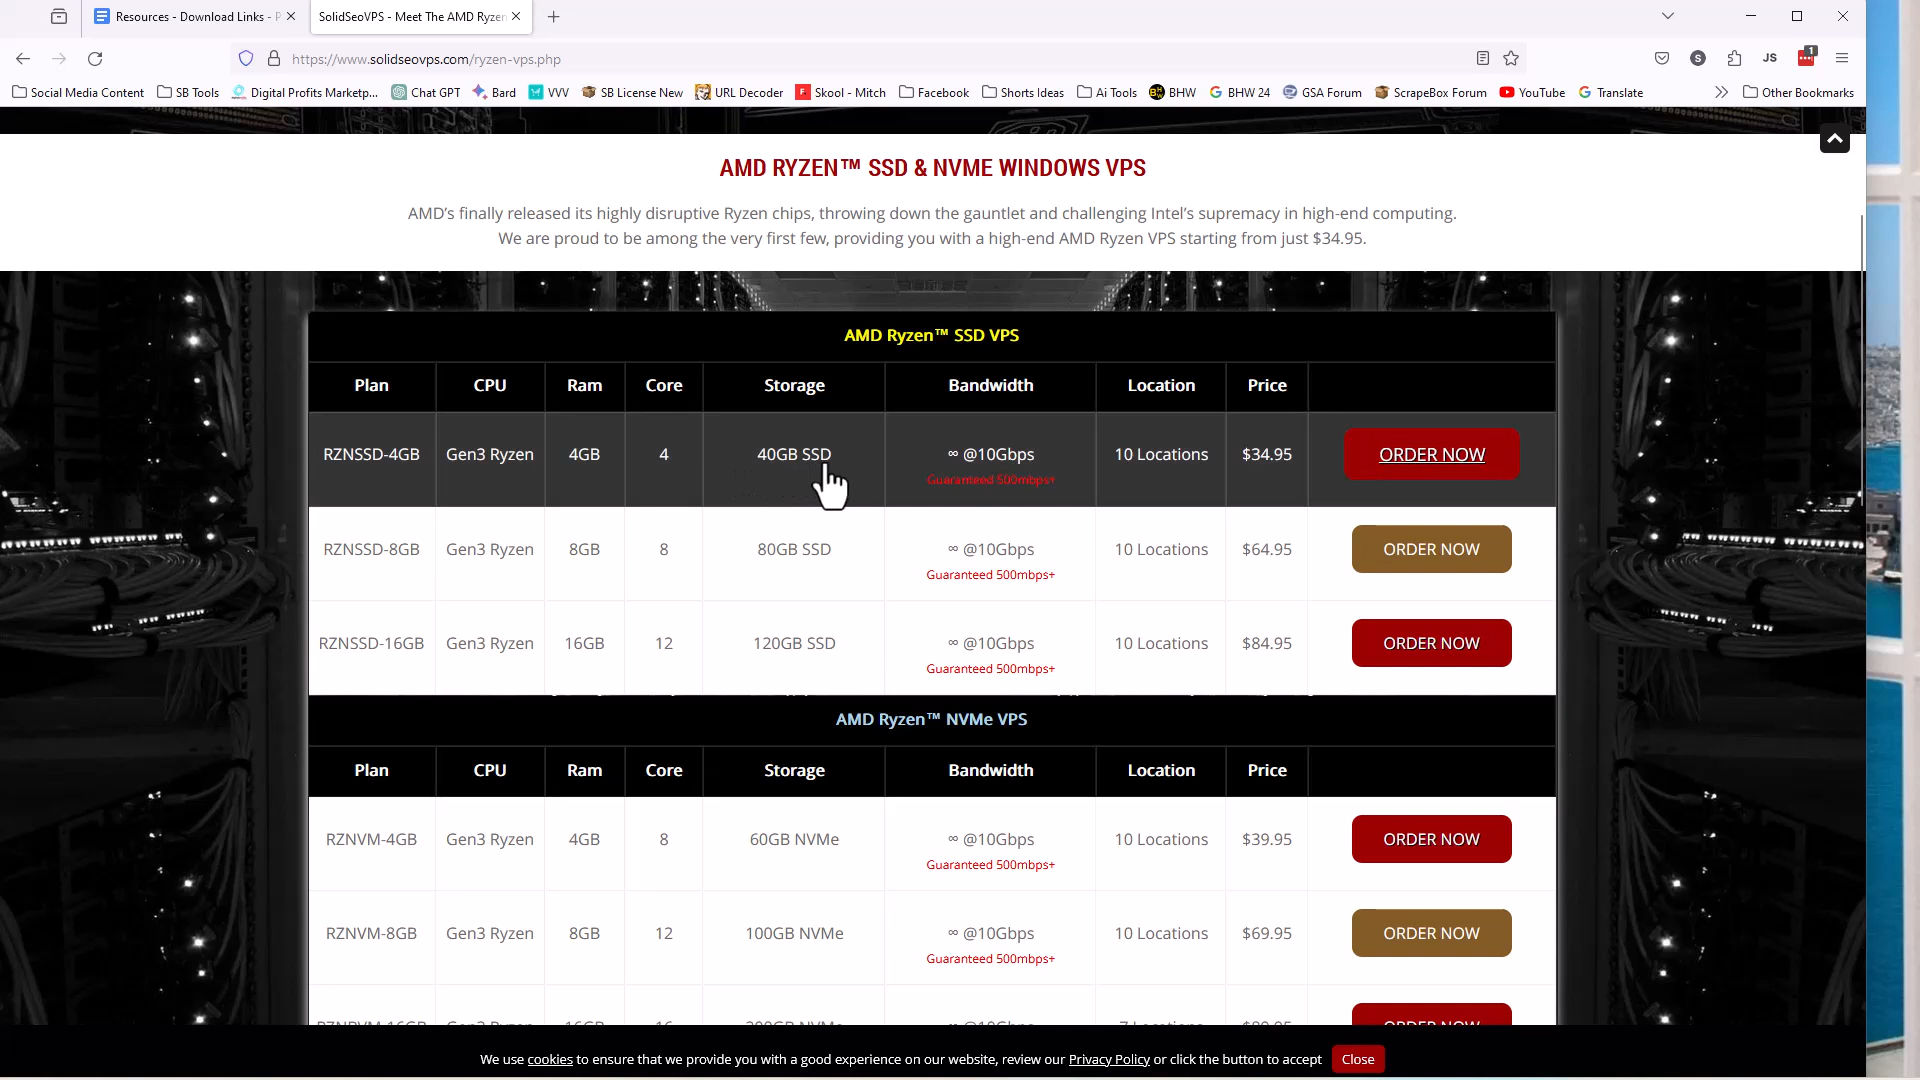 Resources - Download Links - P
SolidSeoVPS - Meet The AMD Ryzen
https://www.solidseovps.com/ryzen-vps.php
JS
1
S
Social Media Content
SB Tools
Digital Profits Marketp...
Chat GPT
Bard
VVV
SB License New
URL Decoder
Skool - Mitch
Facebook
Shorts Ideas
Ai Tools
BHW
BHW 24
GSA Forum
ScrapeBox Forum
YouTube
Translate
Other Bookmarks
AMD RYZEN™ SSD & NVME WINDOWS VPS
AMD's finally released its highly disruptive Ryzen chips, throwing down the gauntlet and challenging Intel's supremacy in high-end computing.
We are proud to be among the very first few, providing you with a high-end AMD Ryzen VPS starting from just $34.95.
AMD Ryzen™ SSD VPS
Plan CPU Ram Core Storage Bandwidth Location Price
RZNSSD-4GB Gen3 Ryzen 4GB 4 40GB SSD ∞ @10Gbps 10 Locations $34.95 ORDER NOW
Guaranteed 500mbps+
RZNSSD-8GB Gen3 Ryzen 8GB 8 80GB SSD ∞ @10Gbps 10 Locations $64.95 ORDER NOW
Guaranteed 500mbps+
RZNSSD-16GB Gen3 Ryzen 16GB 12 120GB SSD ∞ @10Gbps 10 Locations $84.95 ORDER NOW
Guaranteed 500mbps+
AMD Ryzen™ NVMe VPS
Plan CPU Ram Core Storage Bandwidth Location Price
RZNVM-4GB Gen3 Ryzen 4GB 8 60GB NVMe ∞ @10Gbps 10 Locations $39.95 ORDER NOW
Guaranteed 500mbps+
RZNVM-8GB Gen3 Ryzen 8GB 12 100GB NVMe ∞ @10Gbps 10 Locations $69.95 ORDER NOW
Guaranteed 500mbps+
We use cookies to ensure that we provide you with a good experience on our website, review our Privacy Policy or click the button to accept Close